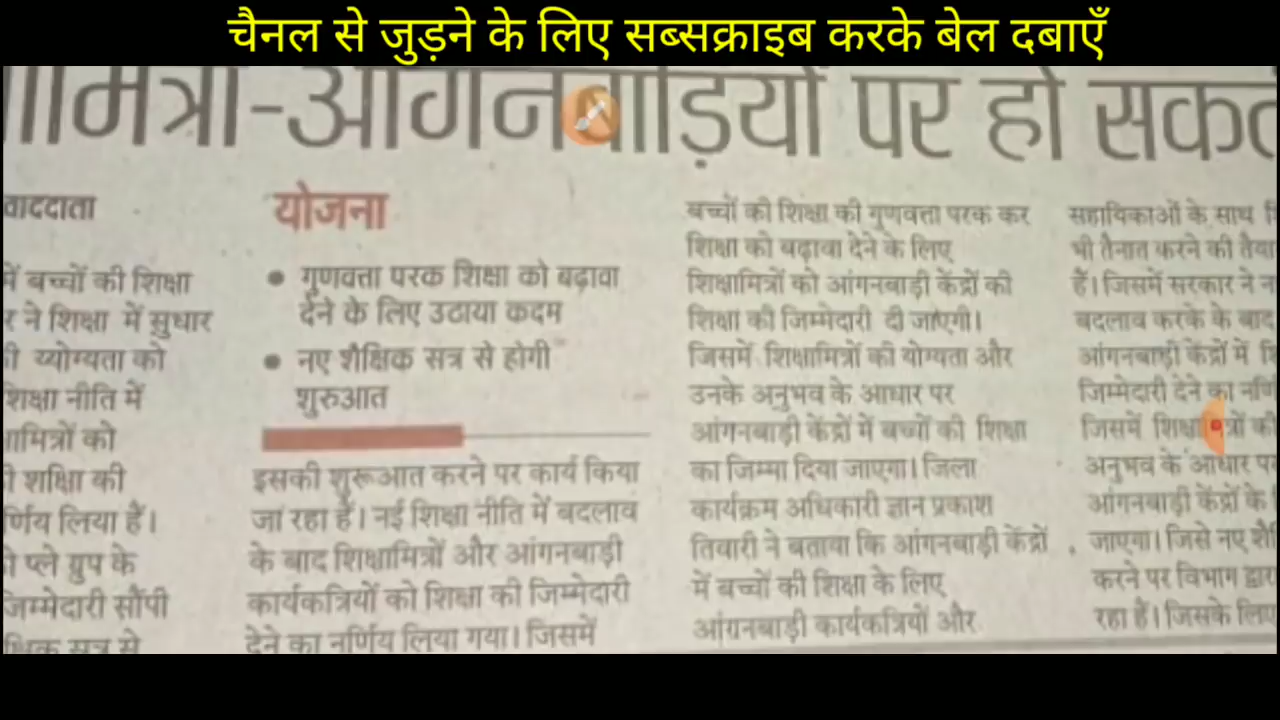 चैनल से जुड़ने के लिए सब्सक्राइब करके बेल दबाएँ
पर हो
योजना
में बच्चों की शिक्षा
ने शिक्षा में सुधार
य्योग्यता को
शिक्षा नीति में
को
शक्षिा की
लिया हैं।
प्ले ग्रुप के
जिम्मेदारी सौंपी
सत्र से
● गुणवत्ता परक शिक्षा को बढ़ावा
देने के लिए उठाया कदम
● नए शैक्षिक सत्र से होगी
शुरुआत
इसकी शुरूआत करने पर कार्य किया
जा रहा हैं। नई शिक्षा नीति में बदलाव
के बाद शिक्षामित्रों और आंगनबाड़ी
कार्यकत्रियों को शिक्षा की जिम्मेदारी
देने का नर्णिय लिया गया। जिसमें
बच्चों की शिक्षा की गुणवत्ता परक कर
शिक्षा को बढ़ावा देने के लिए
शिक्षामित्रों को आंगनबाड़ी केंद्रों की
शिक्षा की जिम्मेदारी दी जाएगी।
जिसमें शिक्षामित्रों की योग्यता और
उनके अनुभव के आधार पर
आंगनबाड़ी केंद्रों में बच्चों की शिक्षा
का जिम्मा दिया जाएगा। जिला
कार्यक्रम अधिकारी ज्ञान प्रकाश
तिवारी ने बताया कि आंगनबाड़ी केंद्रों
में बच्चों की शिक्षा के लिए
आंगनबाड़ी कार्यकत्रियों और
सहायिकाओं के साथ
भी तैनात करने की
हैं। जिसमें सरकार ने
बदलाव करके के बाद
आंगनबाड़ी केंद्रों में
जिम्मेदारी देने का
जिसमें
अनुभव के आधार
आंगनबाड़ी केंद्रों के
जाएगा। जिसे नए
करने पर विभाग
रहा हैं। जिसके